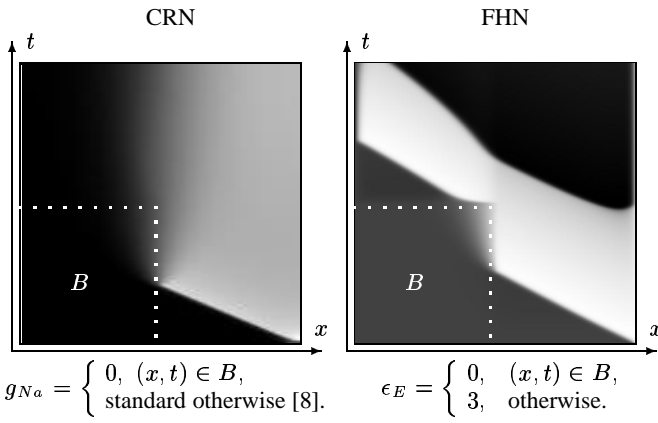 CRN FHN
t t
B B
x x
g_{Na} = { 0, (x, t) ∈ B,
standard otherwise [8].
ϵ_E = { 0, (x, t) ∈ B,
3, otherwise.